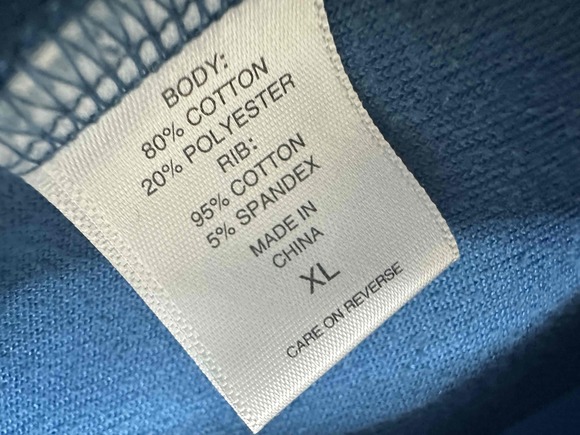 BODY:
80% COTTON
20% POLYESTER
RIB:
95% COTTON
5% SPANDEX
MADE IN
CHINA
XL
CARE ON REVERSE